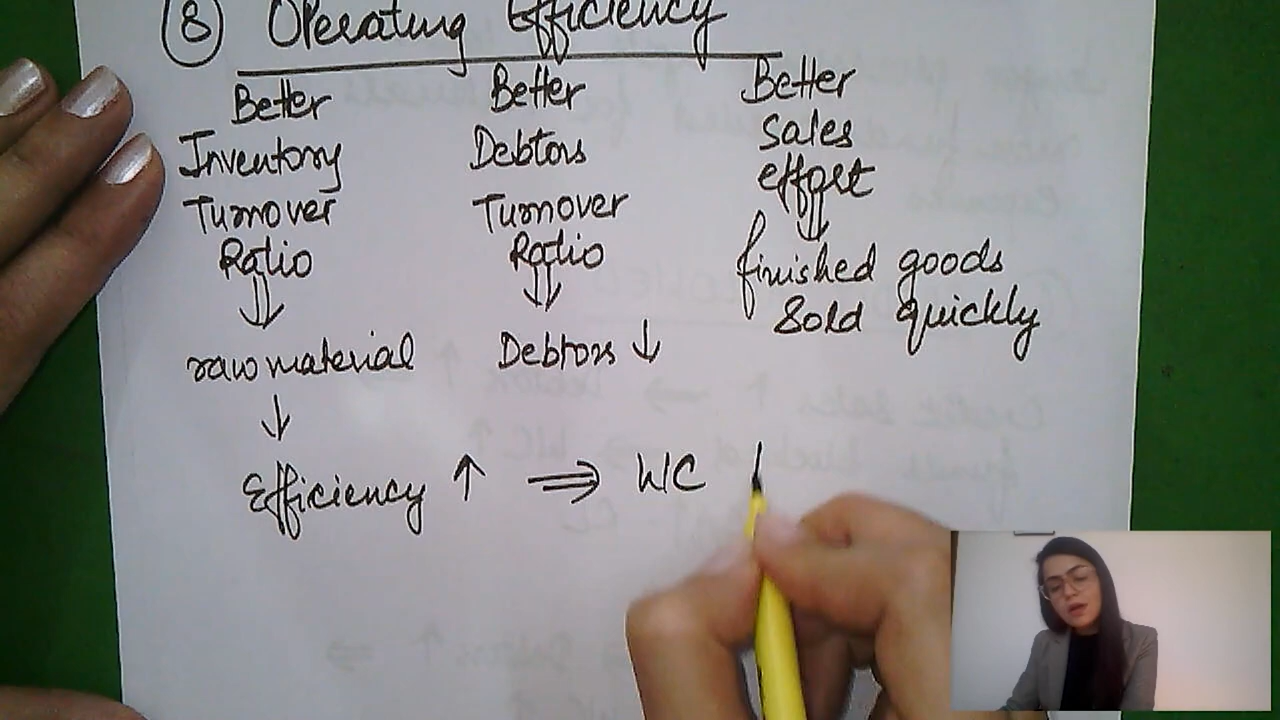 ⑧ Operating Efficiency
Better
Inventory
Turnover
Ratio
⇓
raw material
↓
Better
Debtors
Turnover
Ratio
⇓
Debtors ↓
Better
Sales
effort
⇓
finished goods
Sold quickly
Efficiency ↑ ⇒ WC